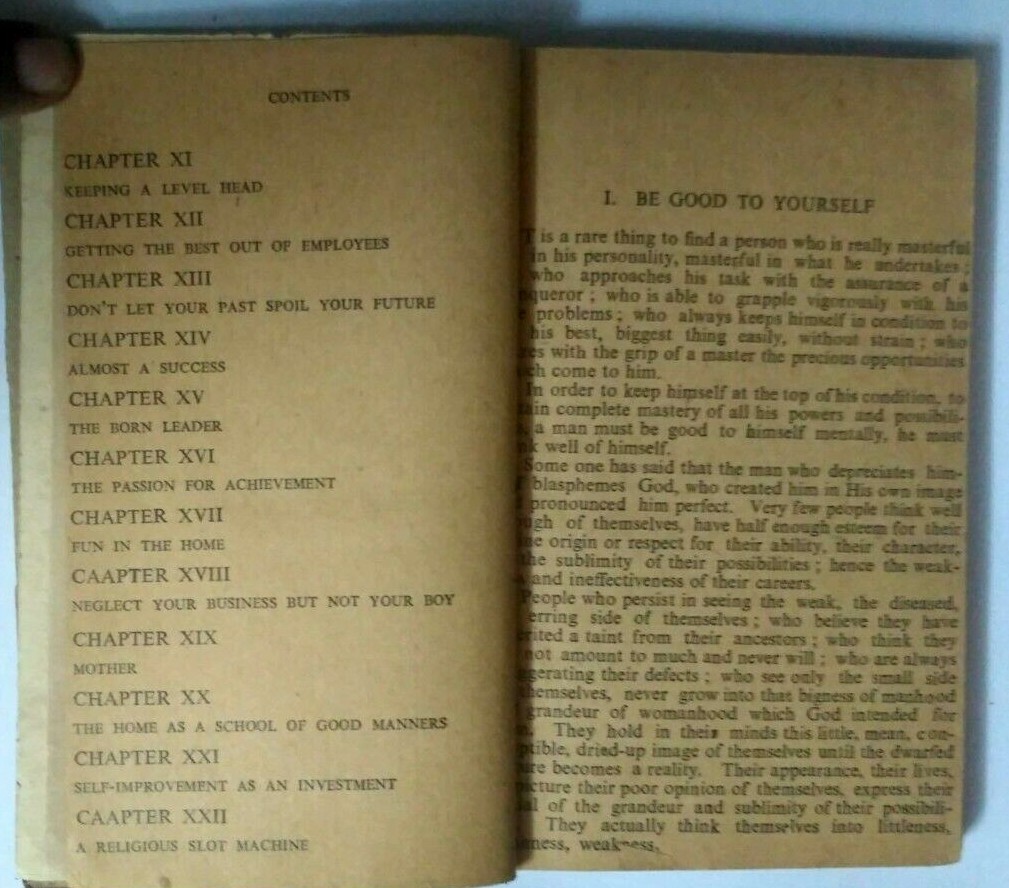 CONTENTS
CHAPTER XI
KEEPING A LEVEL HEAD
CHAPTER XII
GETTING THE BEST OUT OF EMPLOYEES
CHAPTER XIII
DON'T LET YOUR PAST SPOIL YOUR FUTURE
CHAPTER XIV
ALMOST A SUCCESS
CHAPTER XV
THE BORN LEADER
CHAPTER XVI
THE PASSION FOR ACHIEVEMENT
CHAPTER XVII
FUN IN THE HOME
CAAPTER XVIII
NEGLECT YOUR BUSINESS BUT NOT YOUR BOY
CHAPTER XIX
MOTHER
CHAPTER XX
THE HOME AS A SCHOOL OF GOOD MANNERS
CHAPTER XXI
SELF-IMPROVEMENT AS AN INVESTMENT
CAAPTER XXII
A RELIGIOUS SLOT MACHINE
I. BE GOOD TO YOURSELF
is a rare thing to find a person who is really masterful
in his personality, masterful in what he undertakes;
who approaches his task with the assurance of a
queror; who is able to grapple vigorously with his
problems; who always keeps himself in condition to
his best, biggest thing easily, without strain; who
es with the grip of a master the precious opportunities
ch come to him.
In order to keep himself at the top of his condition, to
ain complete mastery of all his powers and possibili-
a man must be good to himself mentally, he must
k well of himself.
Some one has said that the man who depreciates him-
blasphemes God, who created him in His own image
pronounced him perfect. Very few people think well
ugh of themselves, have half enough esteem for their
ne origin or respect for their ability, their character,
the sublimity of their possibilities; hence the weak-
and ineffectiveness of their careers.
People who persist in seeing the weak, the diseased,
erring side of themselves; who believe they have
erited a taint from their ancestors; who think they
not amount to much and never will; who are always
gerating their defects; who see only the small side
themselves, never grow into that bigness of manhood
grandeur of womanhood which God intended for
They hold in their minds this little, mean, con-
ptible, dried-up image of themselves until the dwarfed
re becomes a reality. Their appearance, their lives,
icture their poor opinion of themselves, express their
al of the grandeur and sublimity of their possibili-
They actually think themselves into littleness,
nness, weakness.